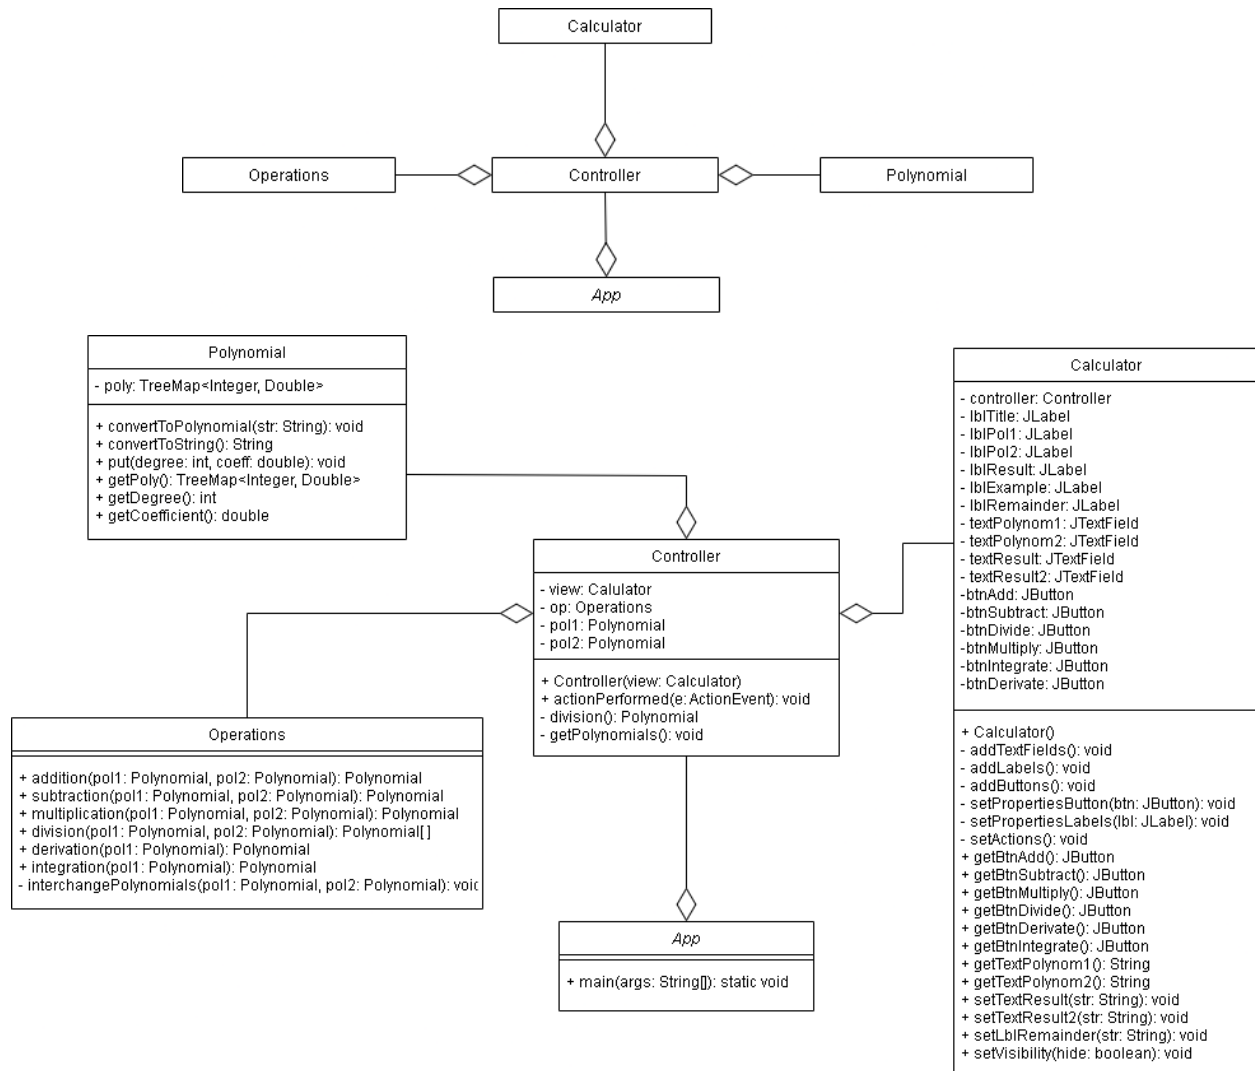 Calculator
Operations
Controller
Polynomial
App
Polynomial
- poly: TreeMap<Integer, Double>
+ convertToPolynomial(str: String): void
+ convertToString(): String
+ put(degree: int, coeff: double): void
+ getPoly(): TreeMap<Integer, Double>
+ getDegree(): int
+ getCoefficient(): double
Calculator
- controller: Controller
- lblTitle: JLabel
- lblPol1: JLabel
- lblPol2: JLabel
- lblResult: JLabel
- lblExample: JLabel
- lblRemainder: JLabel
- textPolynom1: JTextField
- textPolynom2: JTextField
- textResult: JTextField
- textResult2: JTextField
-btnAdd: JButton
-btnSubtract: JButton
-btnDivide: JButton
-btnMultiply: JButton
-btnIntegrate: JButton
-btnDerivate: JButton
+ Calculator()
- addTextFields(): void
- addLabels(): void
- addButtons(): void
- setPropertiesButton(btn: JButton): void
- setPropertiesLabels(lbl: JLabel): void
- setActions(): void
+ getBtnAdd(): JButton
+ getBtnSubtract(): JButton
+ getBtnMultiply(): JButton
+ getBtnDivide(): JButton
+ getBtnDerivate(): JButton
+ getBtnIntegrate(): JButton
+ getTextPolynom1(): String
+ getTextPolynom2(): String
+ setTextResult(str: String): void
+ setTextResult2(str: String): void
+ setLblRemainder(str: String): void
+ setVisibility(hide: boolean): void
Controller
- view: Calulator
- op: Operations
- pol1: Polynomial
- pol2: Polynomial
+ Controller(view: Calculator)
+ actionPerformed(e: ActionEvent): void
- division(): Polynomial
- getPolynomials(): void
Operations
+ addition(pol1: Polynomial, pol2: Polynomial): Polynomial
+ subtraction(pol1: Polynomial, pol2: Polynomial): Polynomial
+ multiplication(pol1: Polynomial, pol2: Polynomial): Polynomial
+ division(pol1: Polynomial, pol2: Polynomial): Polynomial[ ]
+ derivation(pol1: Polynomial): Polynomial
+ integration(pol1: Polynomial): Polynomial
- interchangePolynomials(pol1: Polynomial, pol2: Polynomial): void
App
+ main(args: String[]): static void